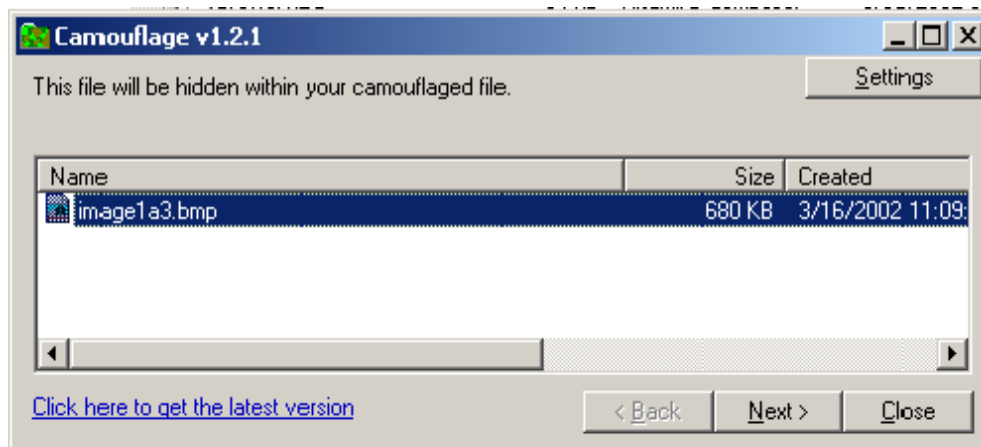 Camouflage v1.2.1
This file will be hidden within your camouflaged file.
Settings
Name Size Created
image1a3.bmp 680 KB 3/16/2002 11:09:
Click here to get the latest version
< Back Next > Close